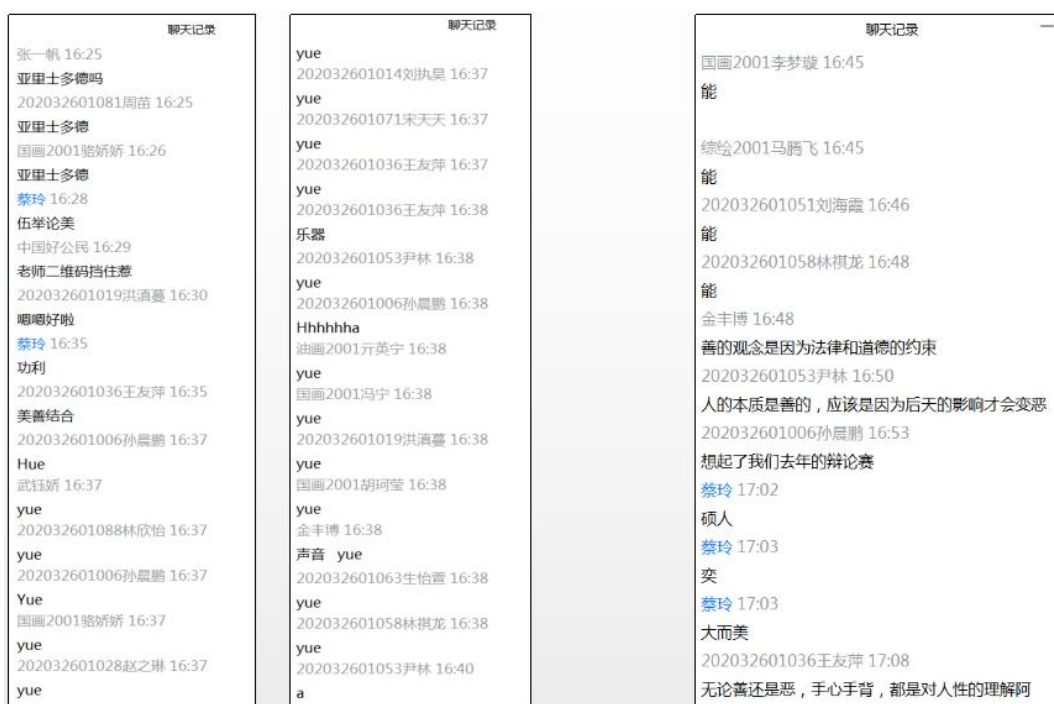 聊天记录
张一帆 16:25
亚里士多德吗
202032601081周苗 16:25
亚里士多德
国画2001骆娇娇 16:26
亚里士多德
蔡玲 16:28
伍举论美
中国好公民 16:29
老师二维码挡住惹
202032601019洪滇蔓 16:30
嗯嗯好啦
蔡玲 16:35
功利
202032601036王友萍 16:35
美善结合
202032601006孙晨鹏 16:37
Hue
武钰娇 16:37
yue
202032601088林欣怡 16:37
yue
202032601006孙晨鹏 16:37
Yue
国画2001骆娇娇 16:37
yue
202032601028赵之琳 16:37
yue
聊天记录
yue
202032601014刘执昊 16:37
yue
202032601071宋天天 16:37
yue
202032601036王友萍 16:37
yue
202032601036王友萍 16:38
乐器
202032601053尹林 16:38
yue
202032601006孙晨鹏 16:38
Hhhhhha
油画2001亓英宁 16:38
yue
国画2001冯宁 16:38
yue
202032601019洪滇蔓 16:38
yue
国画2001胡珂莹 16:38
yue
金丰博 16:38
声音 yue
202032601063生怡萱 16:38
yue
202032601058林祺龙 16:38
yue
202032601053尹林 16:40
a
聊天记录
国画2001李梦璇 16:45
能
综绘2001马腾飞 16:45
能
202032601051刘海霞 16:46
能
202032601058林祺龙 16:48
能
金丰博 16:48
善的观念是因为法律和道德的约束
202032601053尹林 16:50
人的本质是善的，应该是因为后天的影响才会变恶
202032601006孙晨鹏 16:53
想起了我们去年的辩论赛
蔡玲 17:02
硕人
蔡玲 17:03
奕
蔡玲 17:03
大而美
202032601036王友萍 17:08
无论善还是恶，手心手背，都是对人性的理解阿